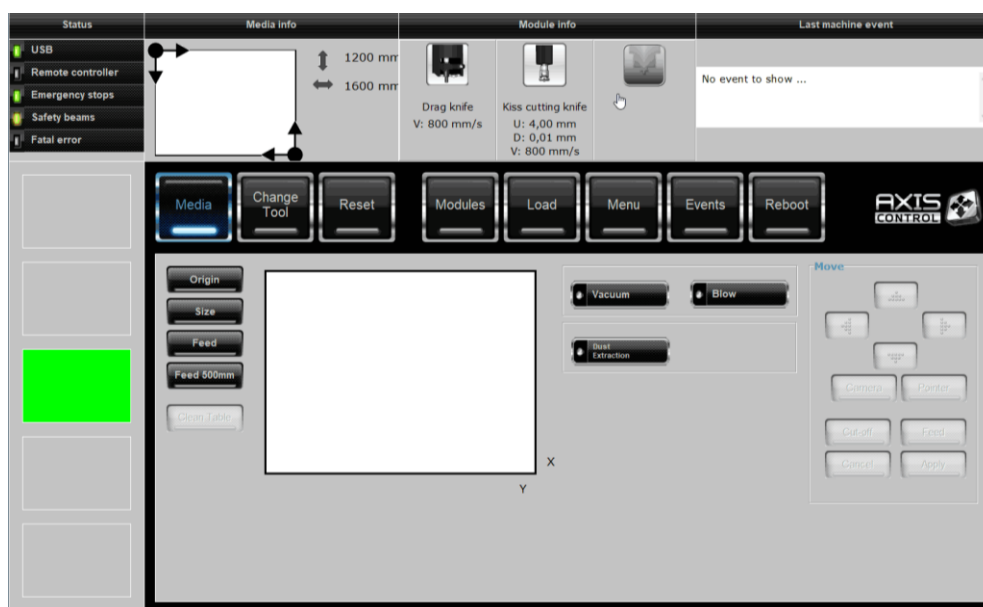 Status
Media info
Module info
Last machine event
USB
Remote controller
Emergency stops
Safety beams
Fatal error
1200 mm
1600 mm
Drag knife
V: 800 mm/s
Kiss cutting knife
U: 4,00 mm
D: 0,01 mm
V: 800 mm/s
No event to show ...
Media
Change
Tool
Reset
Modules
Load
Menu
Events
Reboot
AXIS
CONTROL
Origin
Size
Feed
Feed 500mm
Clean Table
X
Y
Vacuum
Blow
Dust
Extraction
Move
Camera
Pointer
Cut-off
Feed
Cancel
Apply